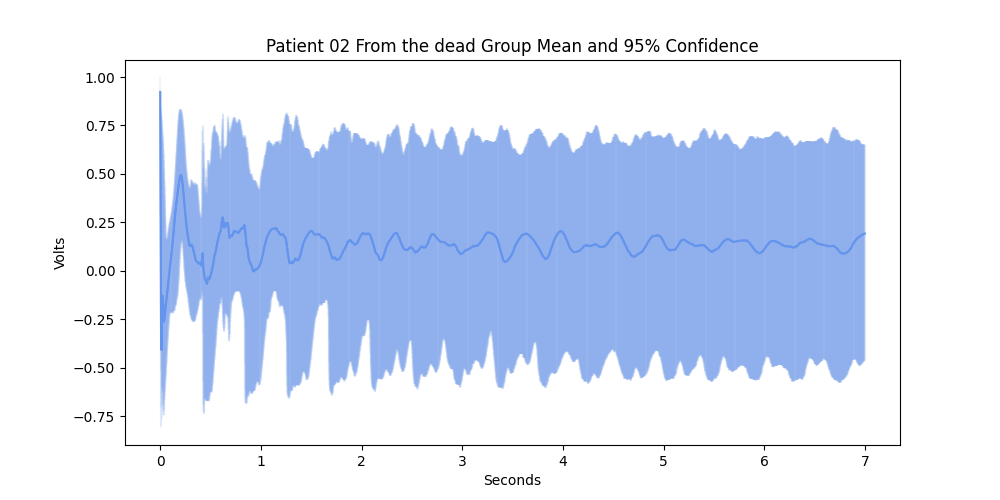 Patient 02 From the dead Group Mean and 95% Confidence
1.00
0.75
0.50
0.25
0.00
−0.25
−0.50
−0.75
Volts
0 1 2 3 4 5 6 7
Seconds